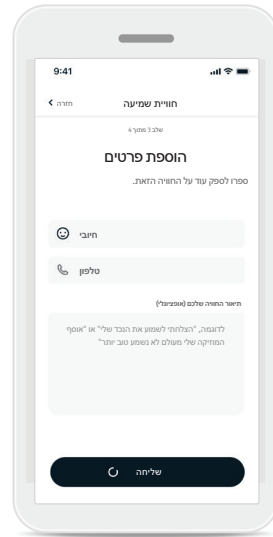 9:41
חזרה
חוויית שמיעה
שלב 3 מתוך 4
הוספת פרטים
ספרו לספק עוד על החוויה הזאת.
חיובי
טלפון
תיאור החוויה שלכם (אופציונלי)
לדוגמה, "הצלחתי לשמוע את הנכד שלי" או "אוסף
המוזיקה שלי מעולם לא נשמע טוב יותר"
שליחה